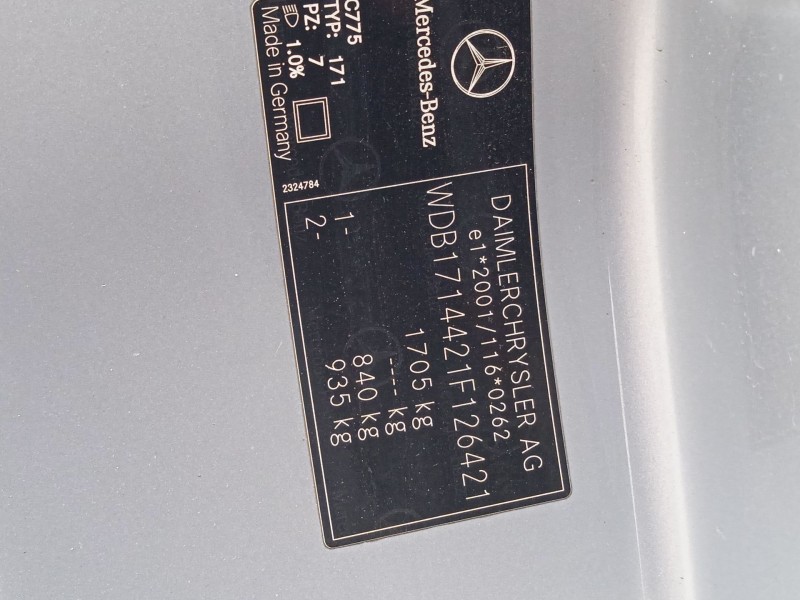 Mercedes-Benz
C775
TYP: 171
PZ: 7
1.0%
Made in Germany
2324784
DAIMLERCHRYSLER AG
e1*2001/116*0262
WDB1714421F126421
1705 kg
---- kg
1- 840 kg
2- 935 kg